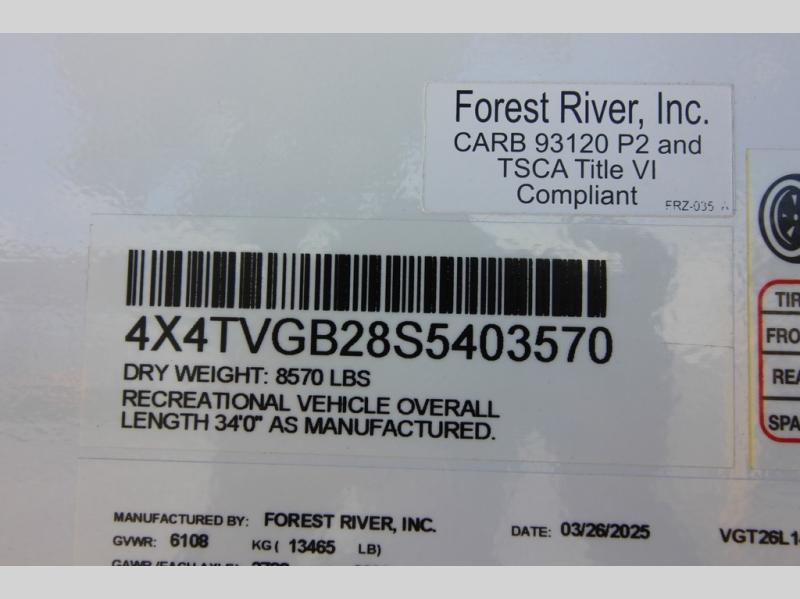 Forest River, Inc.
CARB 93120 P2 and
TSCA Title VI
Compliant
FRZ-035 A
4X4TVGB28S5403570
DRY WEIGHT: 8570 LBS
RECREATIONAL VEHICLE OVERALL
LENGTH 34'0" AS MANUFACTURED.
TIR
FRO
REA
SPA
MANUFACTURED BY: FOREST RIVER, INC.
DATE: 03/26/2025
VGT26L1
GVWR: 6108 KG ( 13465 LB)